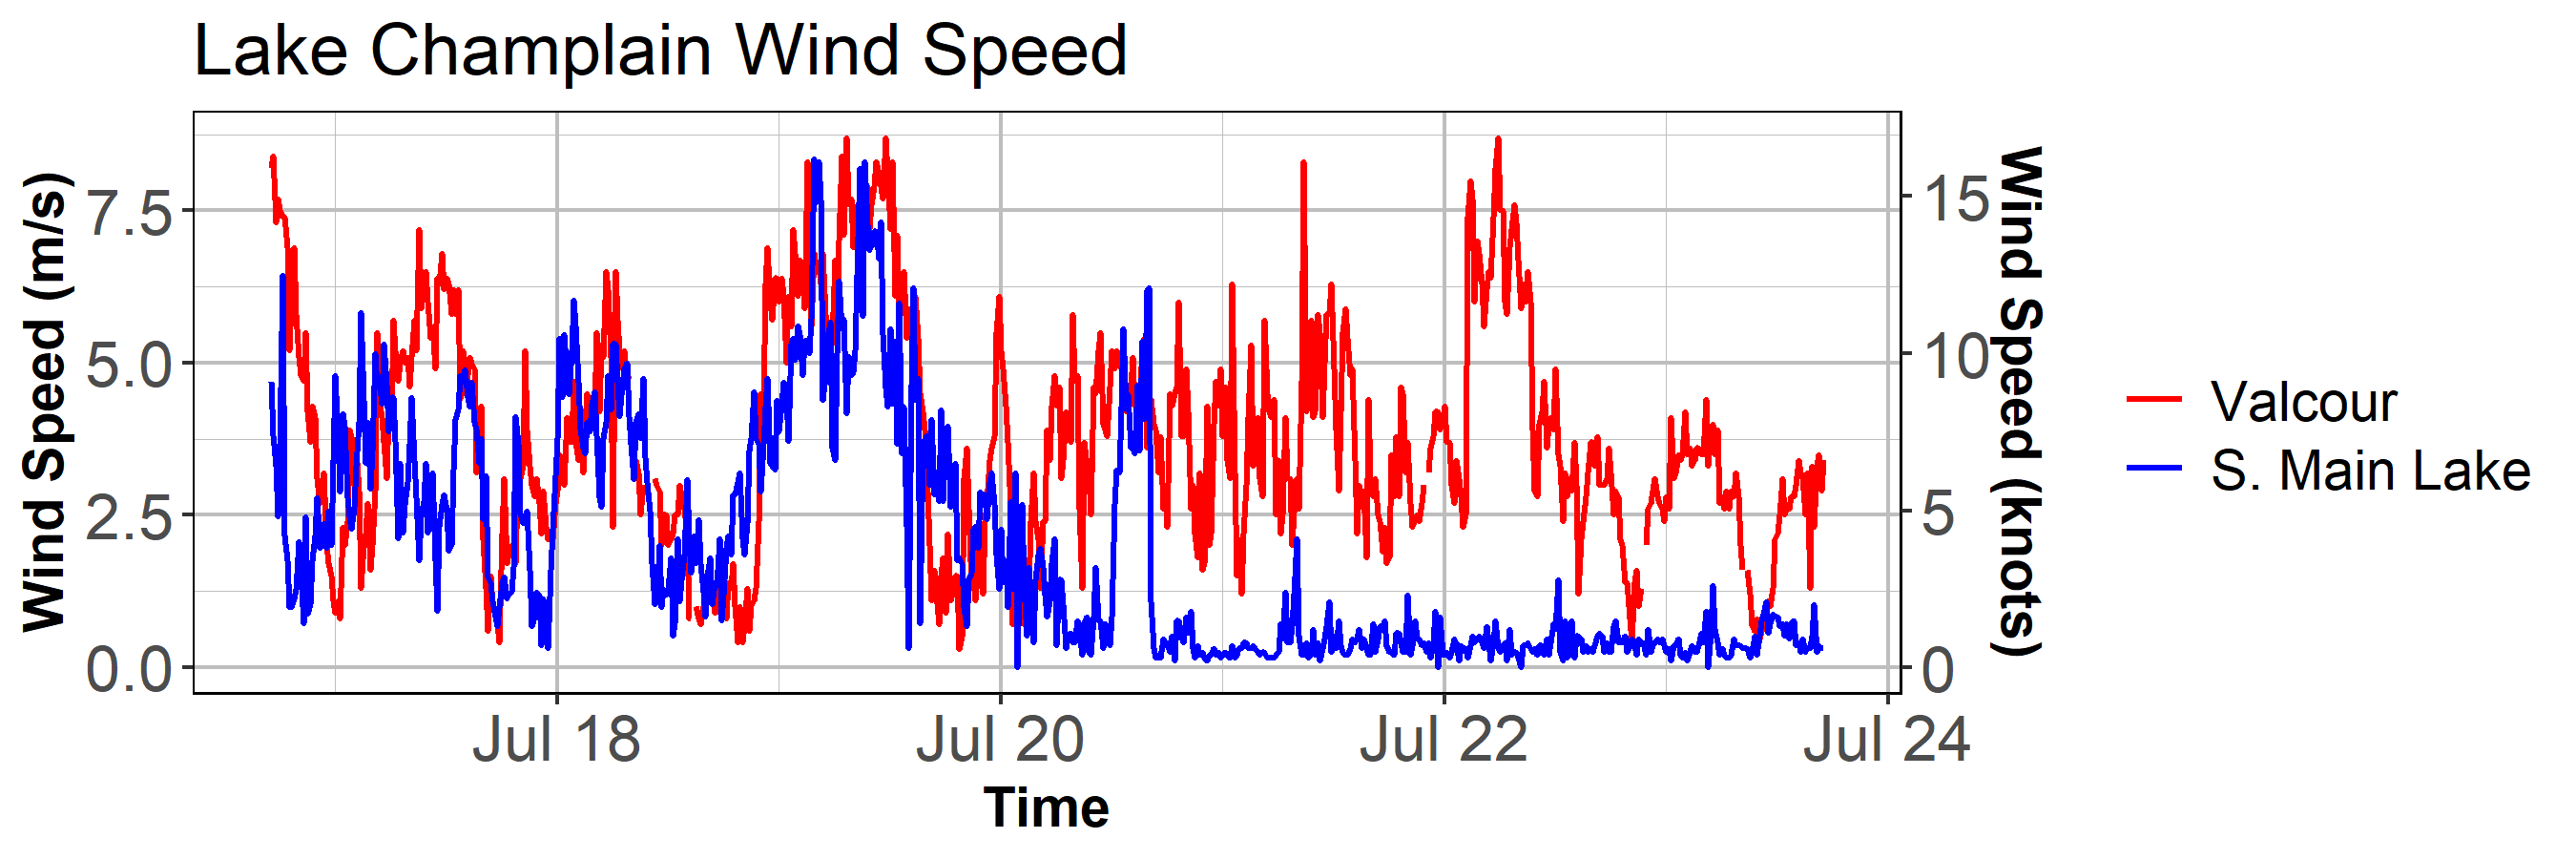 Lake Champlain Wind Speed
Wind Speed (m/s)
7.5
5.0
2.5
0.0
15
10
5
0
Wind Speed (knots)
Jul 18
Jul 20
Jul 22
Jul 24
Time
Valcour
S. Main Lake